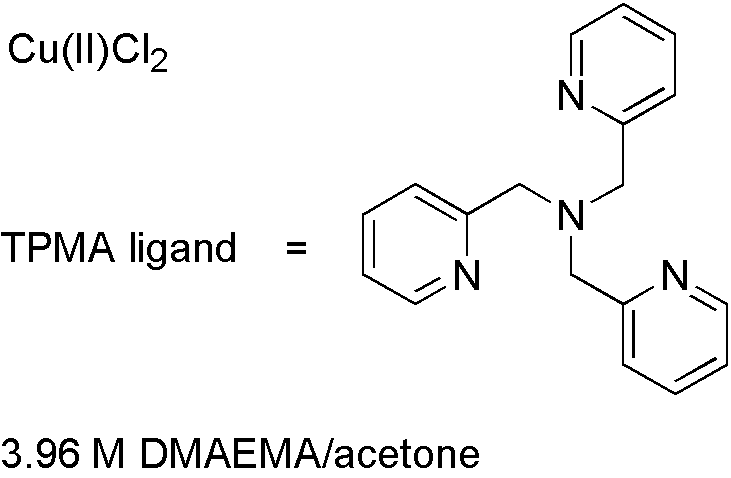 Cu(II)Cl2
N
N
TPMA ligand =
N
N
3.96 M DMAEMA/acetone